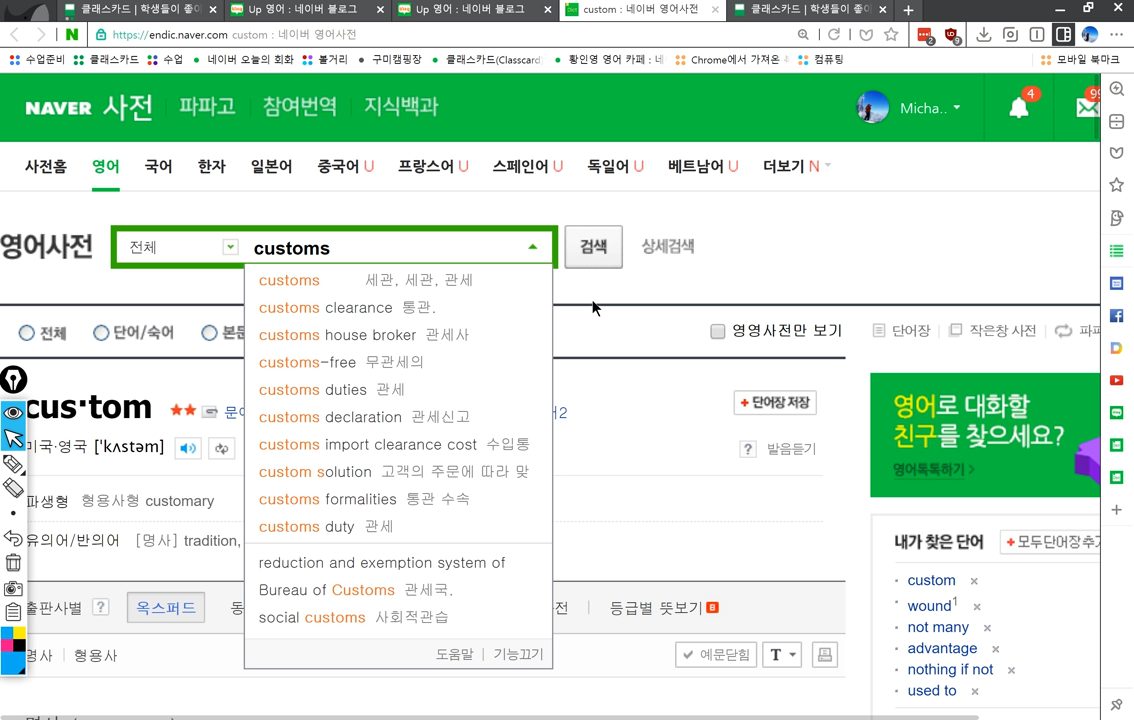 클래스카드 | 학생들이 좋아
Up 영어 : 네이버 블로그
Up 영어 : 네이버 블로그
custom : 네이버 영어사전
클래스카드 | 학생들이 좋아
https://endic.naver.com custom : 네이버 영어사전
수업준비 클래스카드 수업 네이버 오늘의 회화 볼거리 구미캠핑장 클래스카드(Classcard) 황인영 영어 카페 : 네 Chrome에서 가져온 컴퓨팅 모바일 북마크
NAVER 사전 파파고 참여번역 지식백과 Micha.. 4 99
사전홈 영어 국어 한자 일본어 중국어 U 프랑스어 U 스페인어 U 독일어 U 베트남어 U 더보기 N
영어사전 전체 customs 검색 상세검색
customs 세관, 세관, 관세
customs clearance 통관.
customs house broker 관세사
customs-free 무관세의
customs duties 관세
customs declaration 관세신고
customs import clearance cost 수입통
custom solution 고객의 주문에 따라 맞
customs formalities 통관 수속
customs duty 관세
reduction and exemption system of
Bureau of Customs 관세국.
social customs 사회적관습
도움말 | 기능끄기
전체 단어/숙어 본문 영영사전만 보기 단어장 작은창 사전 파파
cus·tom ★★ 문 +단어장 저장
미국·영국 [ˈkʌstəm] ? 발음듣기
파생형 형용사형 customary
유의어/반의어 [명사] tradition,
출판사별 ? 옥스퍼드 동 등급별 뜻보기
명사 | 형용사 예문닫힘 T
영어로 대화할
친구를 찾으세요?
영어톡톡하기 >
내가 찾은 단어 +모두단어장추가
custom ×
wound1 ×
not many ×
advantage ×
nothing if not ×
used to ×